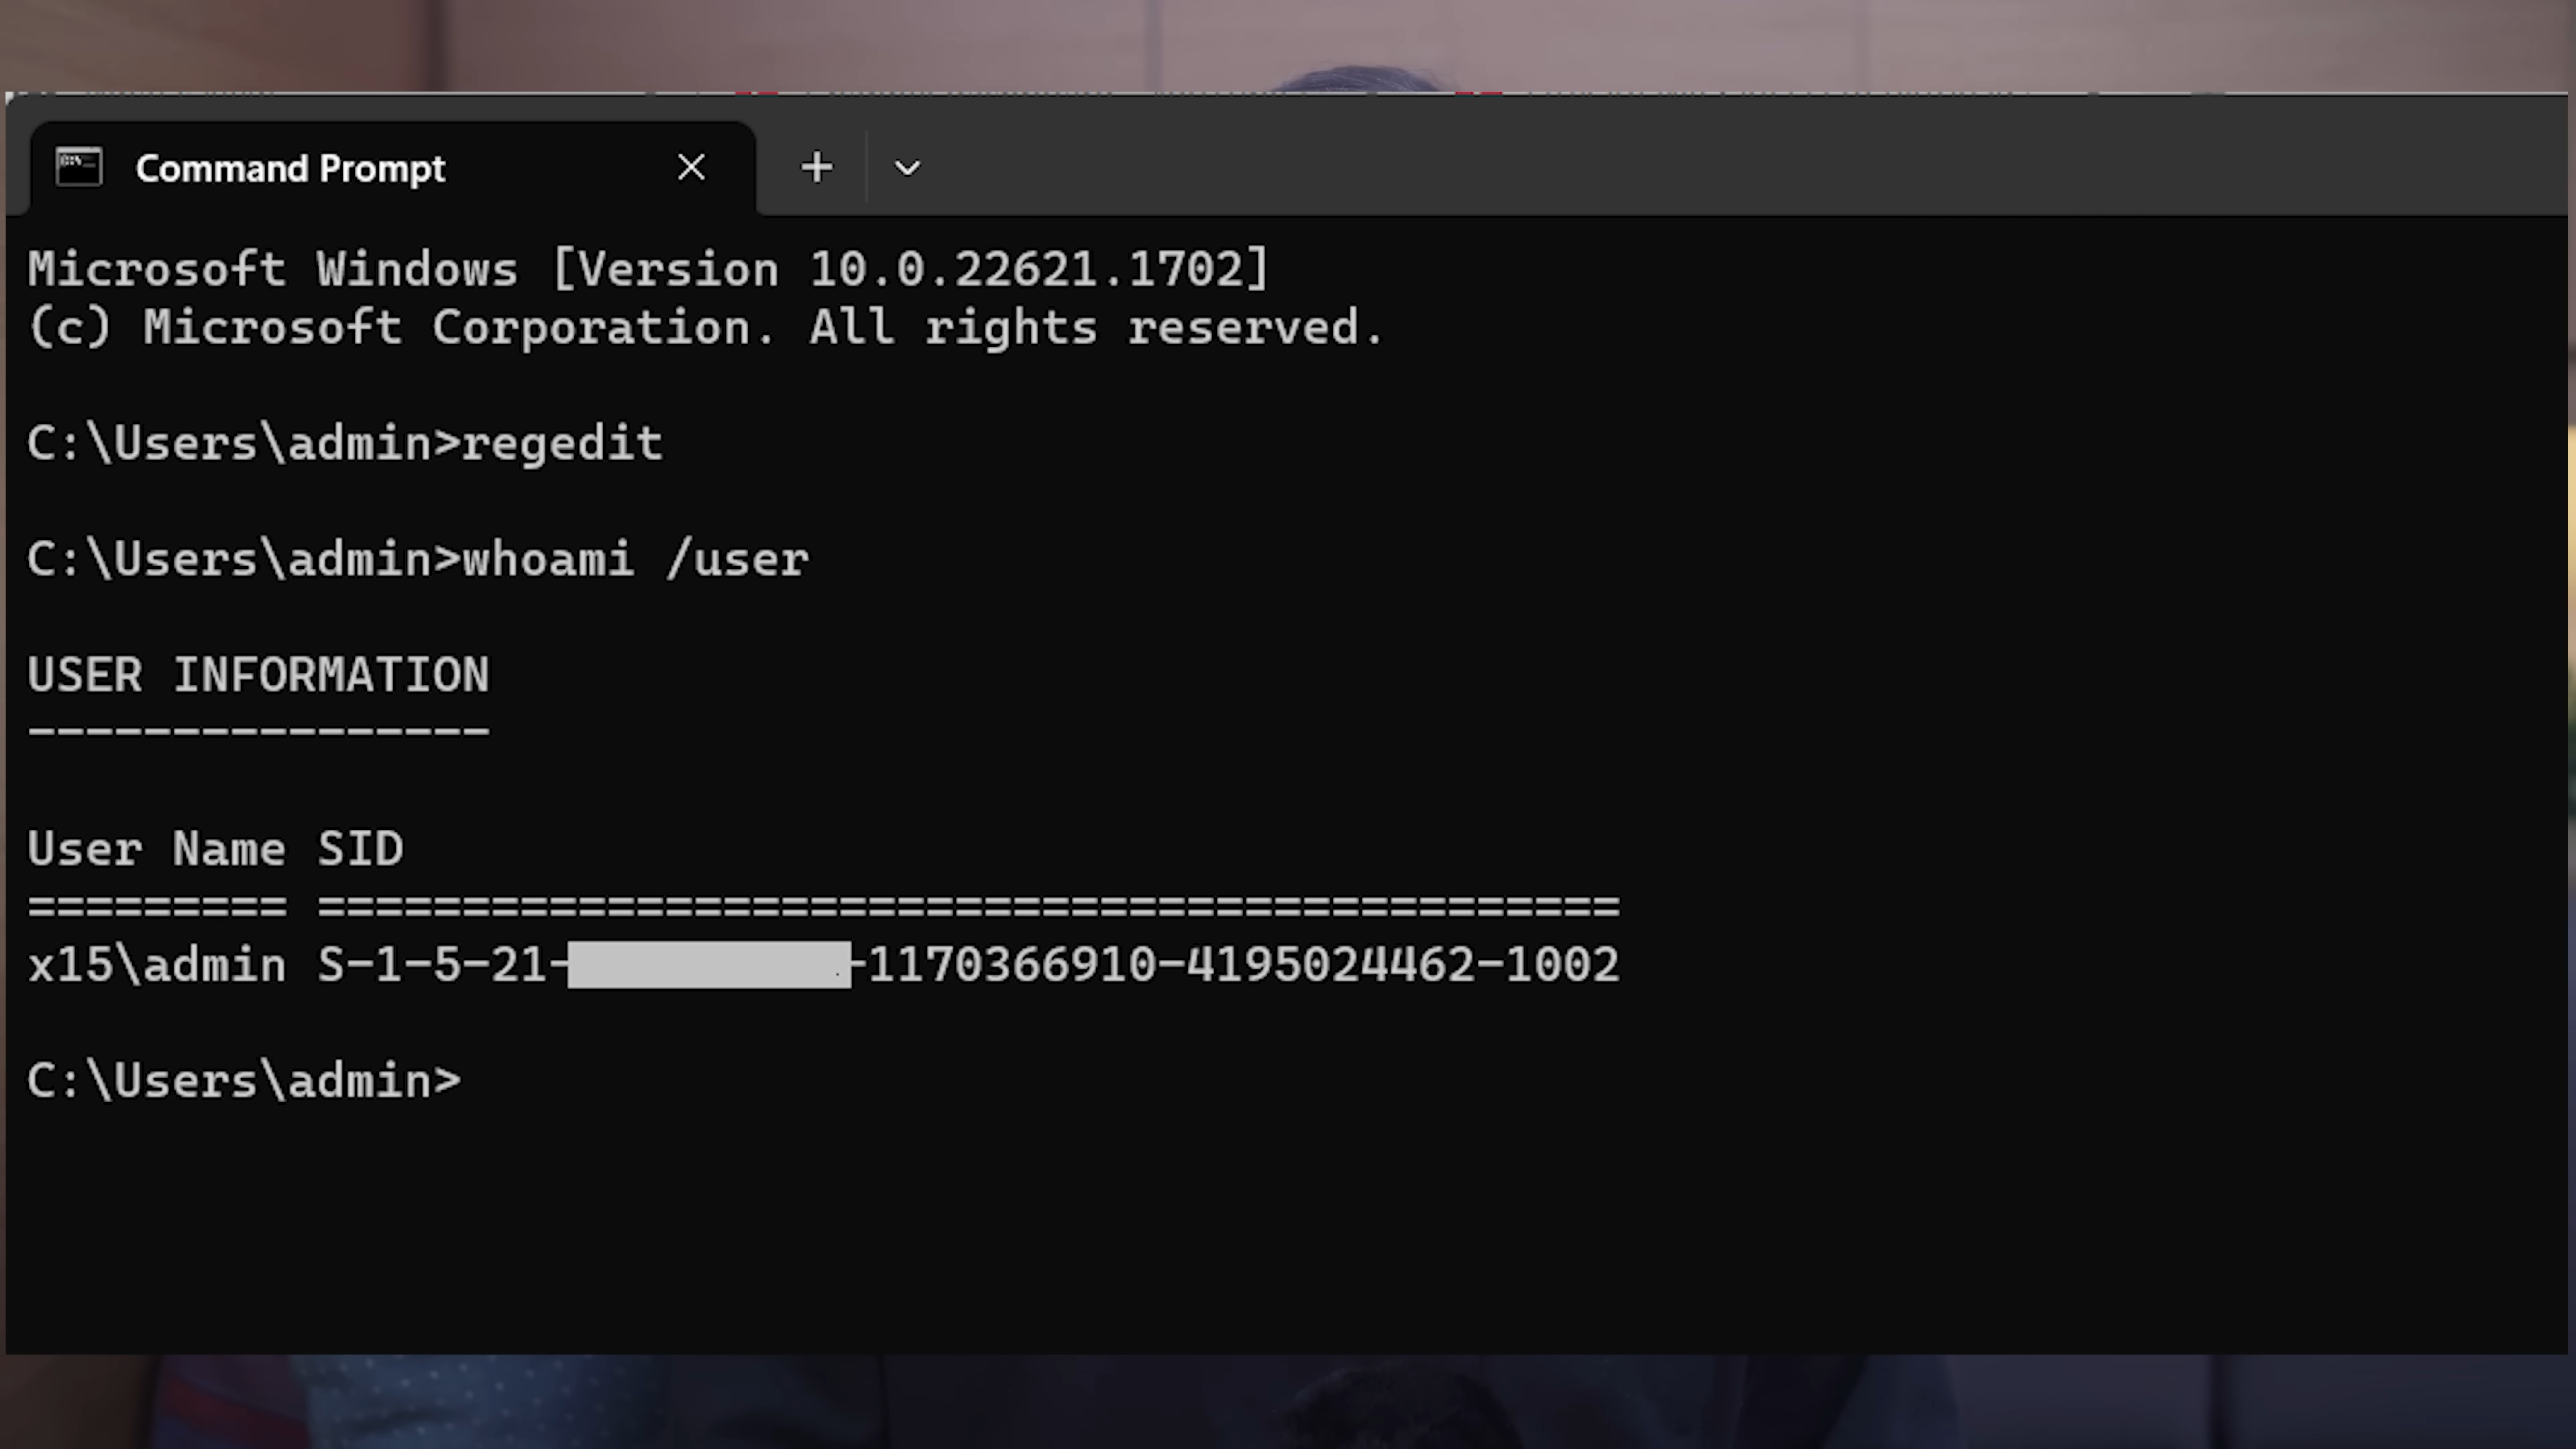 Command Prompt
Microsoft Windows [Version 10.0.22621.1702]
(c) Microsoft Corporation. All rights reserved.
C:\Users\admin>regedit
C:\Users\admin>whoami /user
USER INFORMATION
----------------
User Name SID
========= =============================================
x15\admin S-1-5-21- -1170366910-4195024462-1002
C:\Users\admin>